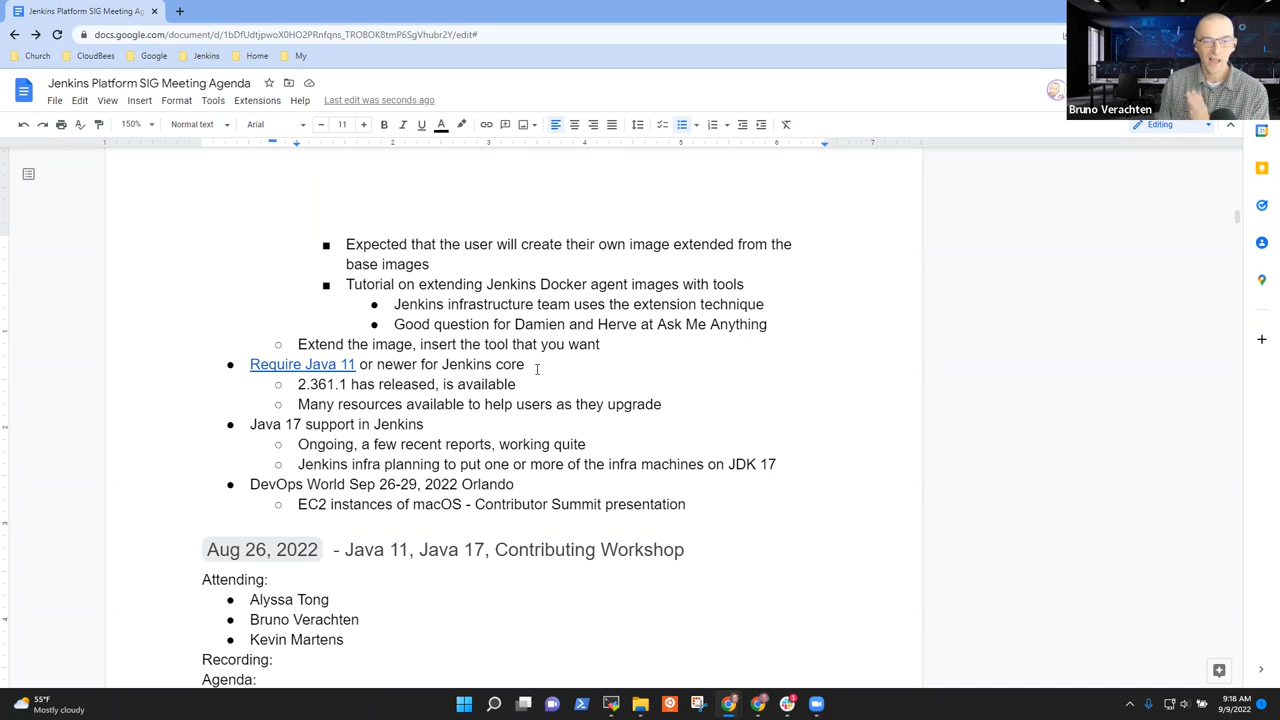 Jenkins Platform SIG Meeting Ag
docs.google.com/document/d/1bDfUdtjpwoX0HO2PRnfqns_TROBOK8tmP6SgVhubr2Y/edit#
Church
CloudBees
Google
Jenkins
Home
My
Jenkins Platform SIG Meeting Agenda
File Edit View Insert Format Tools Extensions Help Last edit was seconds ago
150% Normal text Arial 11 Editing
Bruno Verachten
1 1 2 3 4 5 6 7
Expected that the user will create their own image extended from the
base images
Tutorial on extending Jenkins Docker agent images with tools
Jenkins infrastructure team uses the extension technique
Good question for Damien and Herve at Ask Me Anything
Extend the image, insert the tool that you want
Require Java 11 or newer for Jenkins core
2.361.1 has released, is available
Many resources available to help users as they upgrade
Java 17 support in Jenkins
Ongoing, a few recent reports, working quite
Jenkins infra planning to put one or more of the infra machines on JDK 17
DevOps World Sep 26-29, 2022 Orlando
EC2 instances of macOS - Contributor Summit presentation
Aug 26, 2022 - Java 11, Java 17, Contributing Workshop
Attending:
Alyssa Tong
Bruno Verachten
Kevin Martens
Recording:
Agenda:
55°F
Mostly cloudy
9:18 AM
9/9/2022